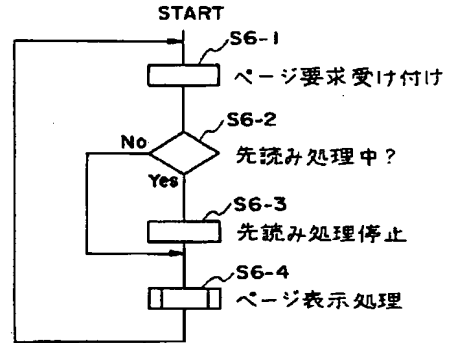 START
S6-1
ページ要求受け付け
S6-2
No
先読み処理中?
Yes
S6-3
先読み処理停止
S6-4
ページ表示処理